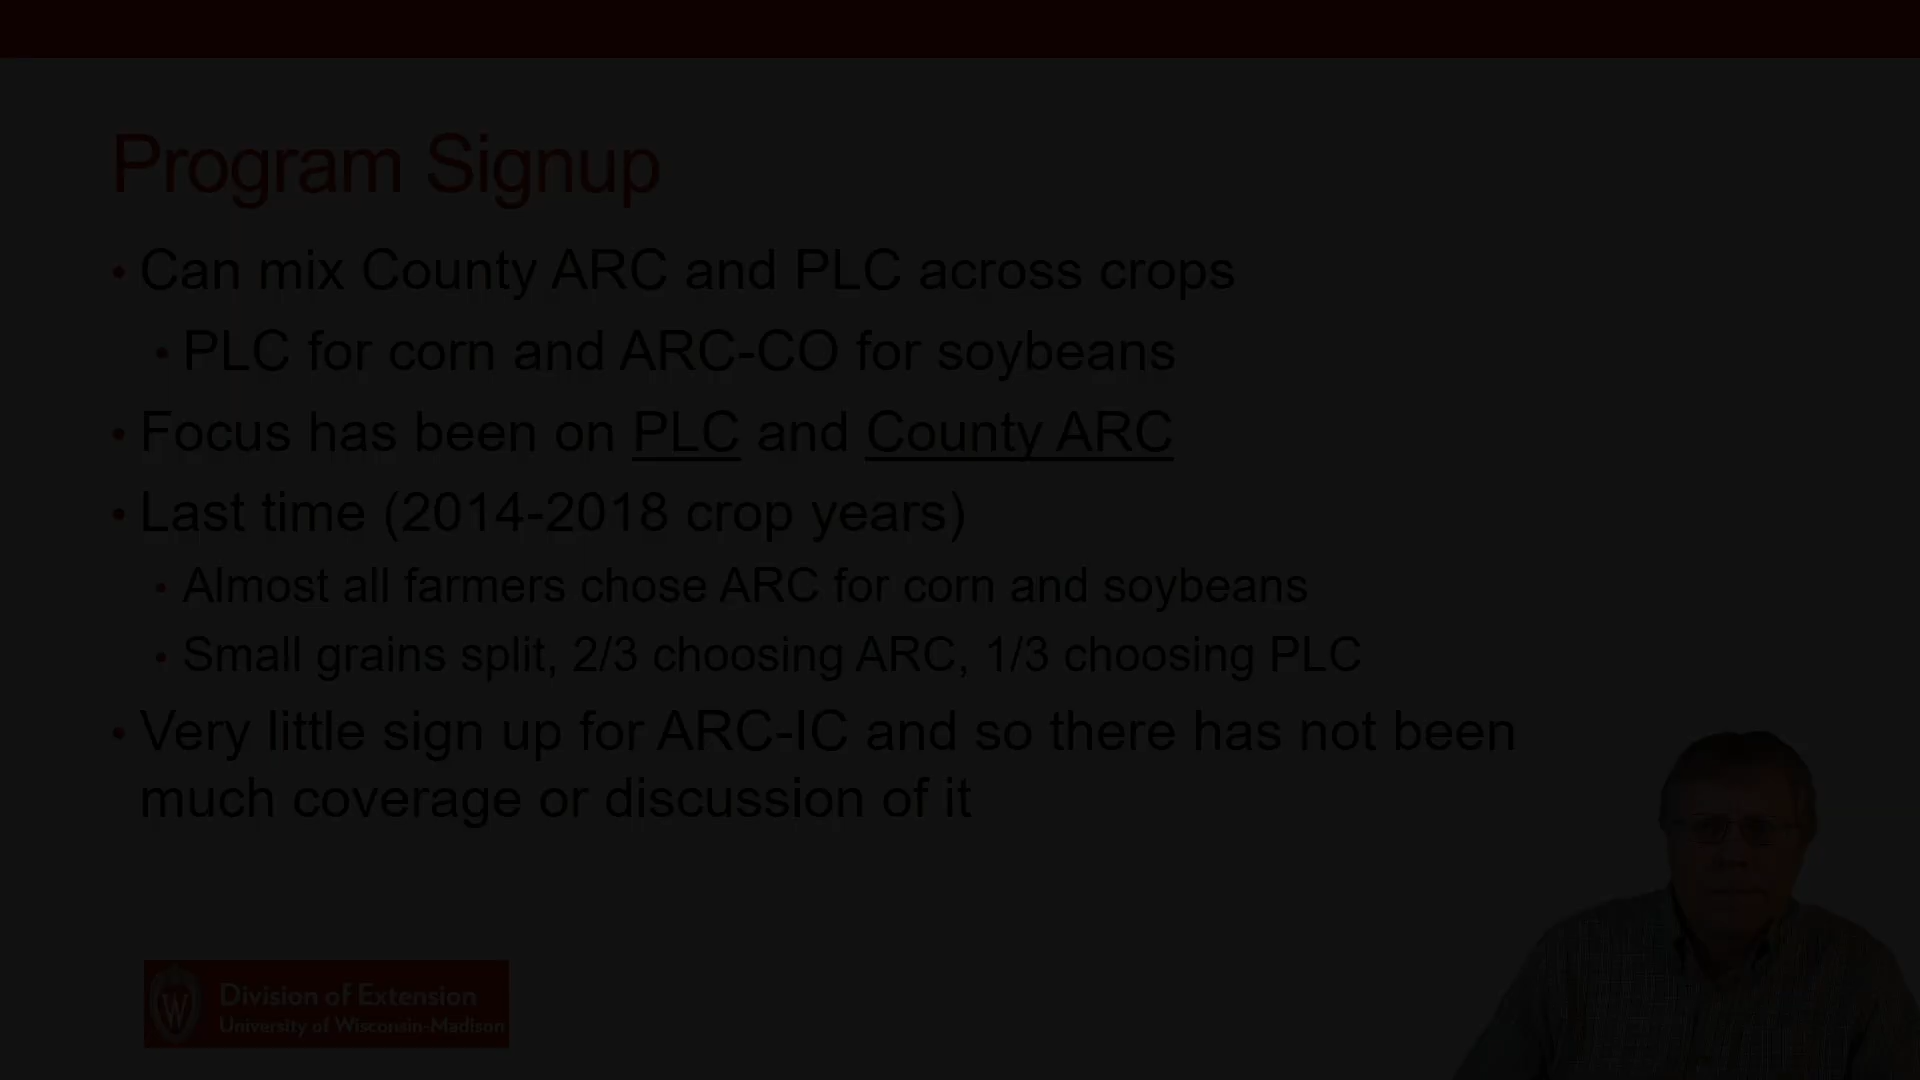 Program Signup
• Can mix County ARC and PLC across crops
• PLC for corn and ARC-CO for soybeans
• Focus has been on PLC and County ARC
• Last time (2014-2018 crop years)
• Almost all farmers chose ARC for corn and soybeans
• Small grains split, 2/3 choosing ARC, 1/3 choosing PLC
• Very little sign up for ARC-IC and so there has not been
much coverage or discussion of it
W
Division of Extension
University of Wisconsin-Madison